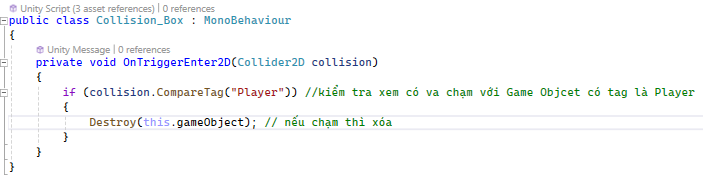 Unity Script (3 asset references) | 0 references
public class Collision_Box : MonoBehaviour
{
Unity Message | 0 references
private void OnTriggerEnter2D(Collider2D collision)
{
if (collision.CompareTag("Player")) //kiểm tra xem có va chạm với Game Objcet có tag là Player
{
Destroy(this.gameObject); // nếu chạm thì xóa
}
}
}